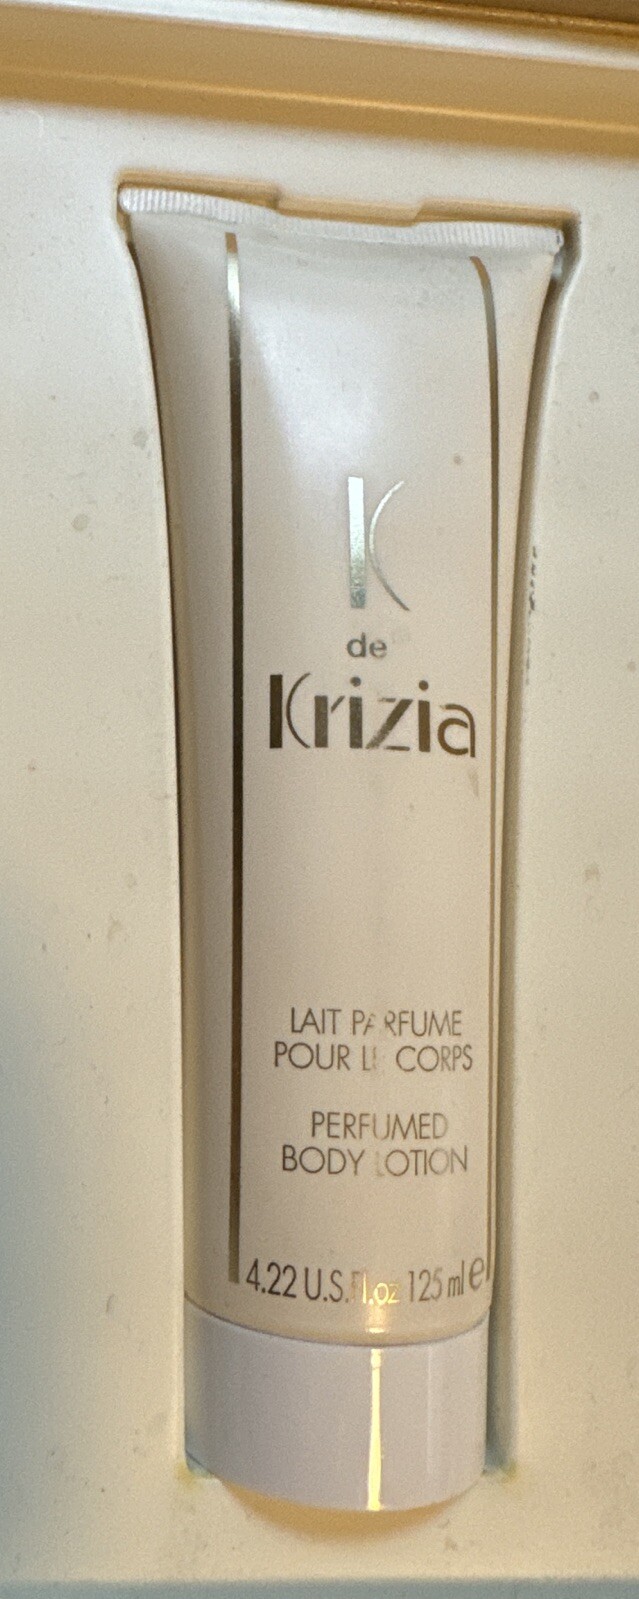 K
de
Krizia
LAIT PARFUME
POUR LE CORPS
PERFUMED
BODY LOTION
4.22 U.S.Fl.oz 125 ml e